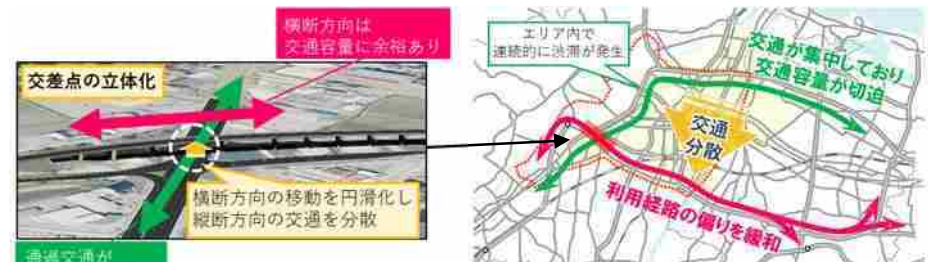 横断方向は
交通容量に余裕あり
交差点の立体化
横断方向の移動を円滑化し
縦断方向の交通を分散
通過交通が
エリア内で
連続的に渋滞が発生
交通が集中しており
交通容量が切迫
交通
分散
利用経路の偏りを緩和